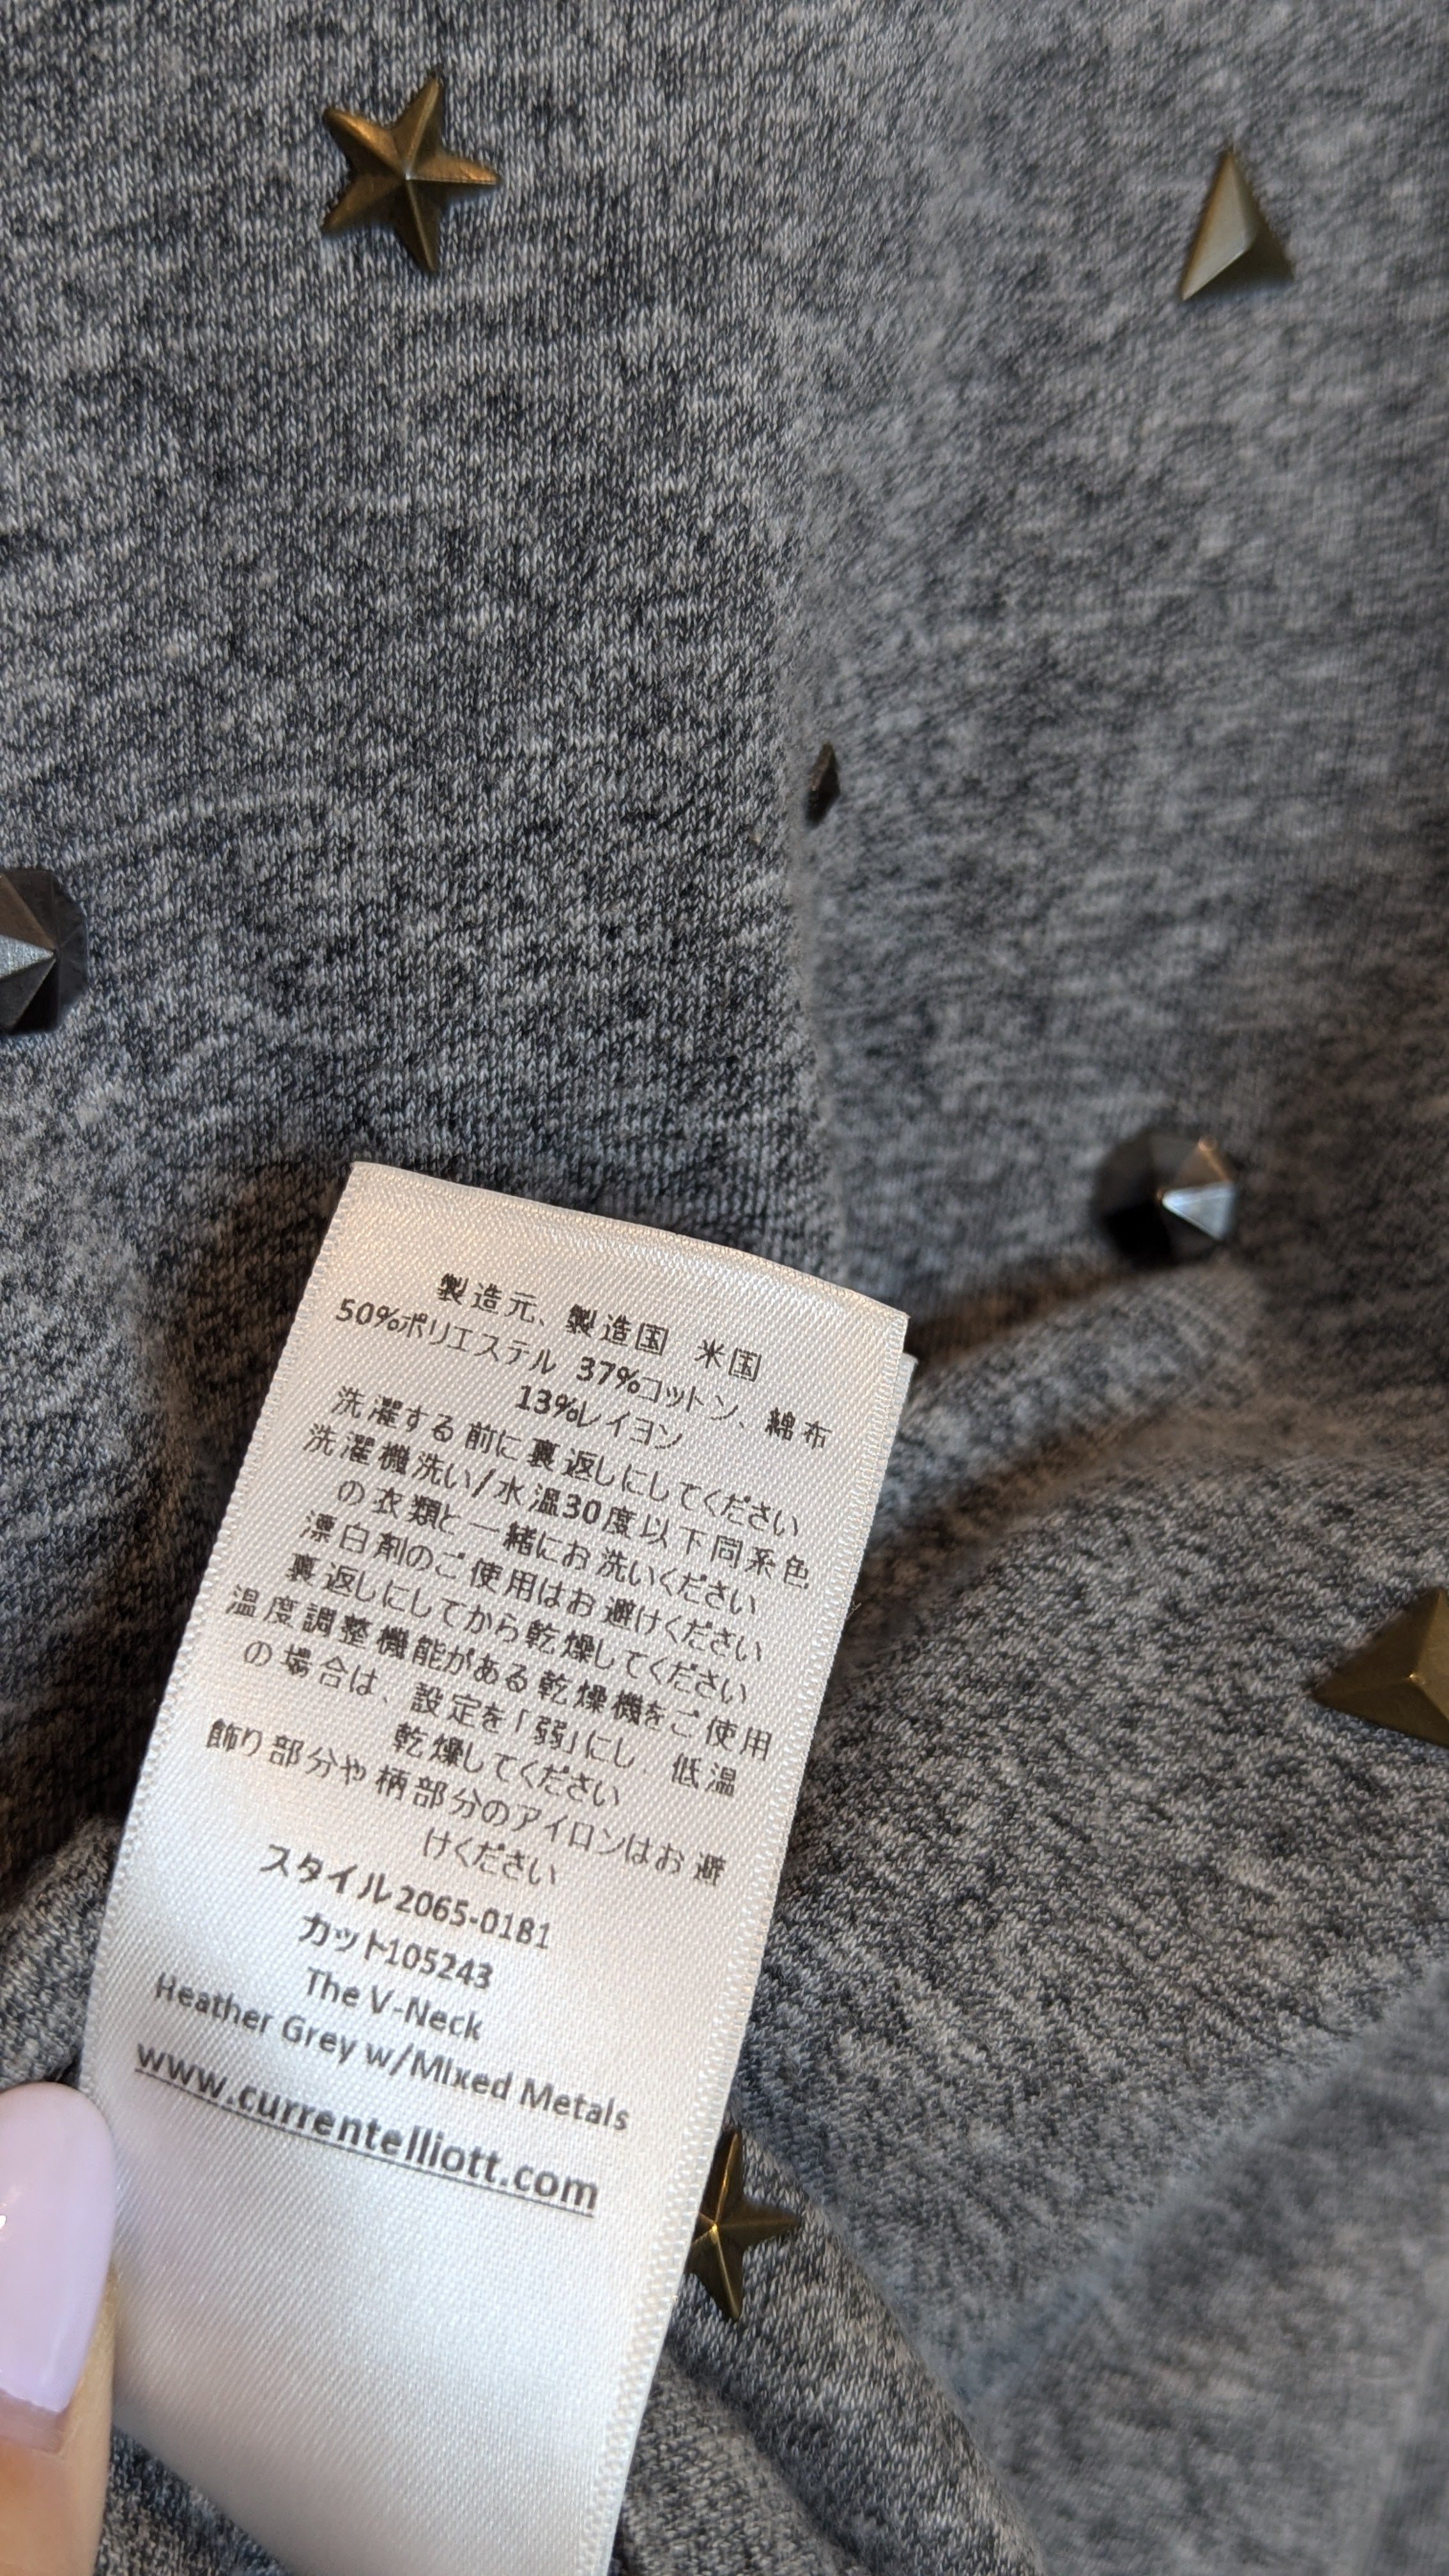 製造元、製造国 米国
50%ポリエステル 37%コットン、綿布
13%レイヨン
洗濯する前に裏返しにしてください
洗濯機洗い/水温30度以下同系色
の衣類と一緒にお洗いください
漂白剤のご使用はお避けください
裏返しにしてから乾燥してください
温度調整機能がある乾燥機をご使用
の場合は、設定を「弱」にし、低温
乾燥してください
飾り部分や柄部分のアイロンはお避
けください
スタイル2065-0181
カット105243
The V-Neck
Heather Grey w/Mixed Metals
www.currentelliott.com